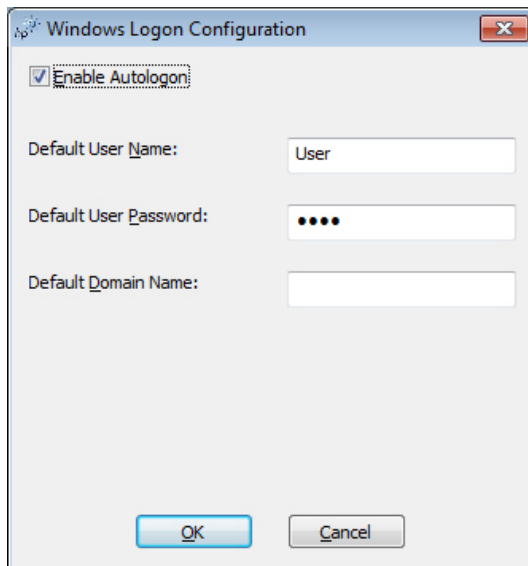 Windows Logon Configuration
Enable Autologon
Default User Name: User
Default User Password: ••••
Default Domain Name:
OK Cancel